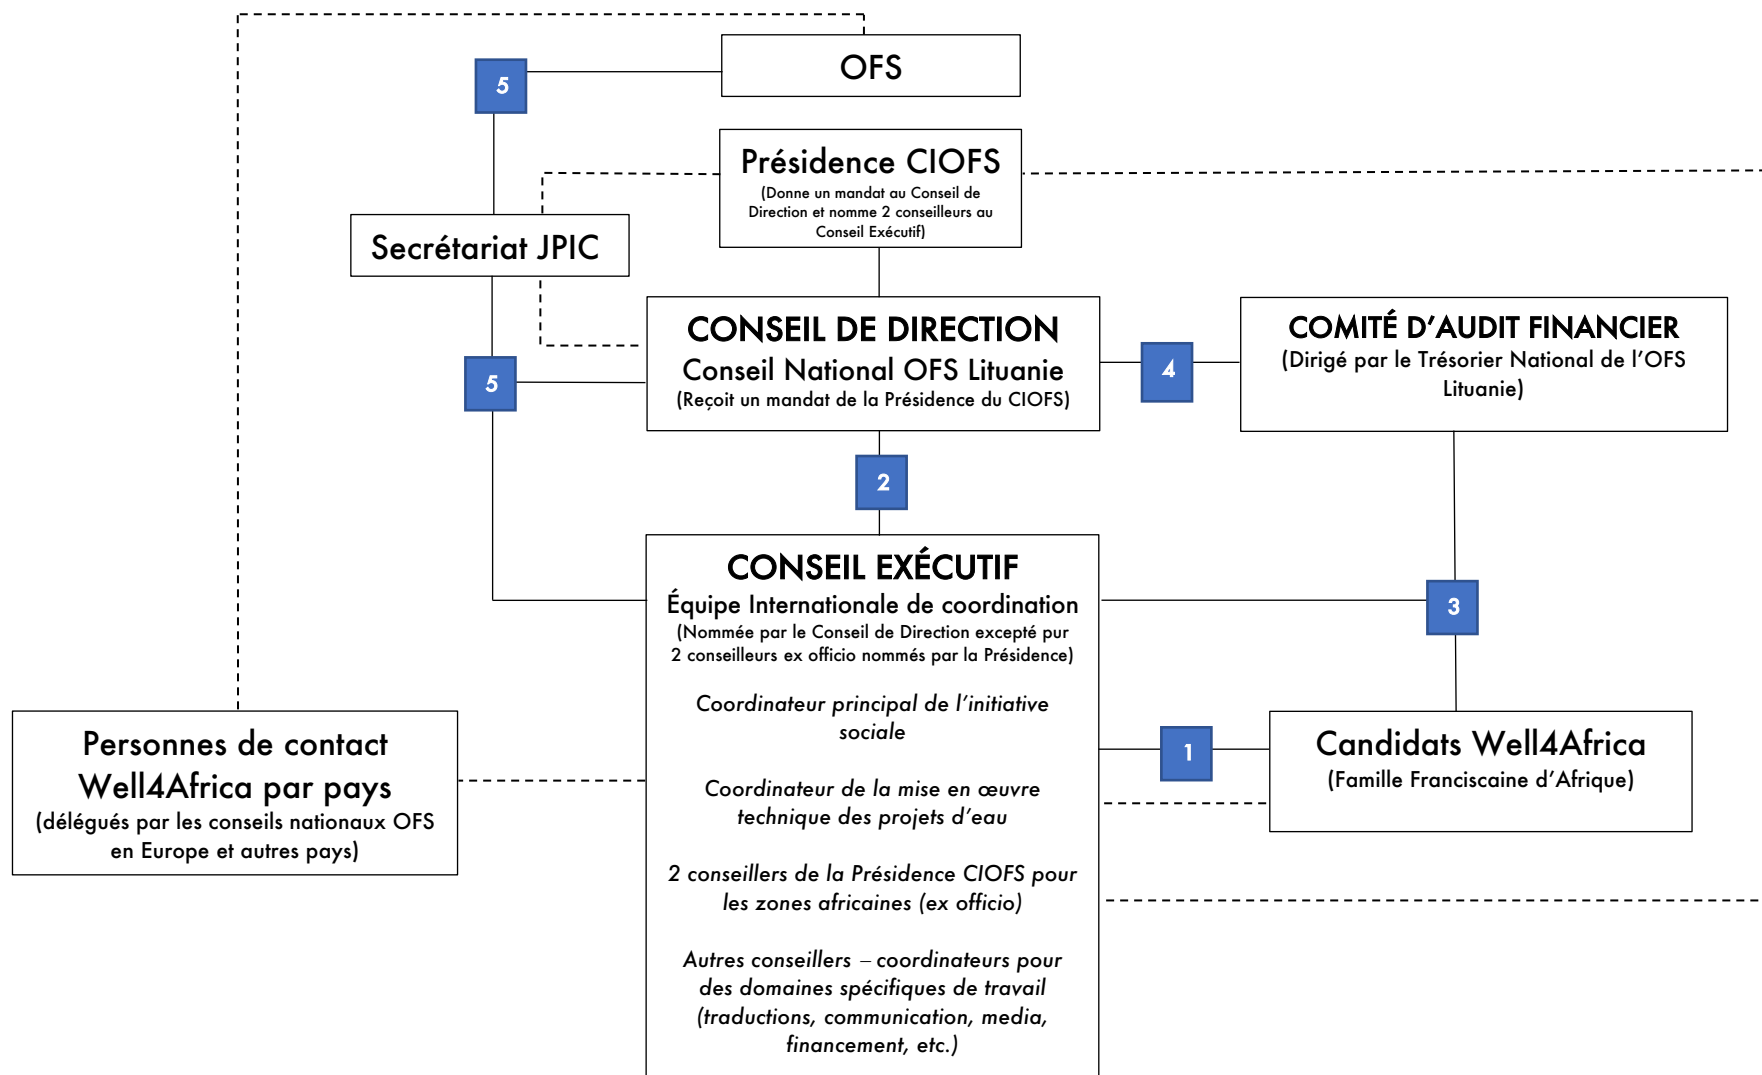 OFS
5
Présidence CIOFS
(Donne un mandat au Conseil de
Direction et nomme 2 conseilleurs au
Conseil Exécutif)
Secrétariat JPIC
CONSEIL DE DIRECTION
Conseil National OFS Lituanie
(Reçoit un mandat de la Présidence du CIOFS)
4
COMITÉ D’AUDIT FINANCIER
(Dirigé par le Trésorier National de l’OFS
Lituanie)
5
2
CONSEIL EXÉCUTIF
Équipe Internationale de coordination
(Nommée par le Conseil de Direction excepté pur
2 conseilleurs ex officio nommés par la Présidence)
Coordinateur principal de l’initiative
sociale
Coordinateur de la mise en œuvre
technique des projets d’eau
2 conseillers de la Présidence CIOFS pour
les zones africaines (ex officio)
Autres conseillers – coordinateurs pour
des domaines spécifiques de travail
(traductions, communication, media,
financement, etc.)
3
1
Candidats Well4Africa
(Famille Franciscaine d’Afrique)
Personnes de contact
Well4Africa par pays
(délégués par les conseils nationaux OFS
en Europe et autres pays)